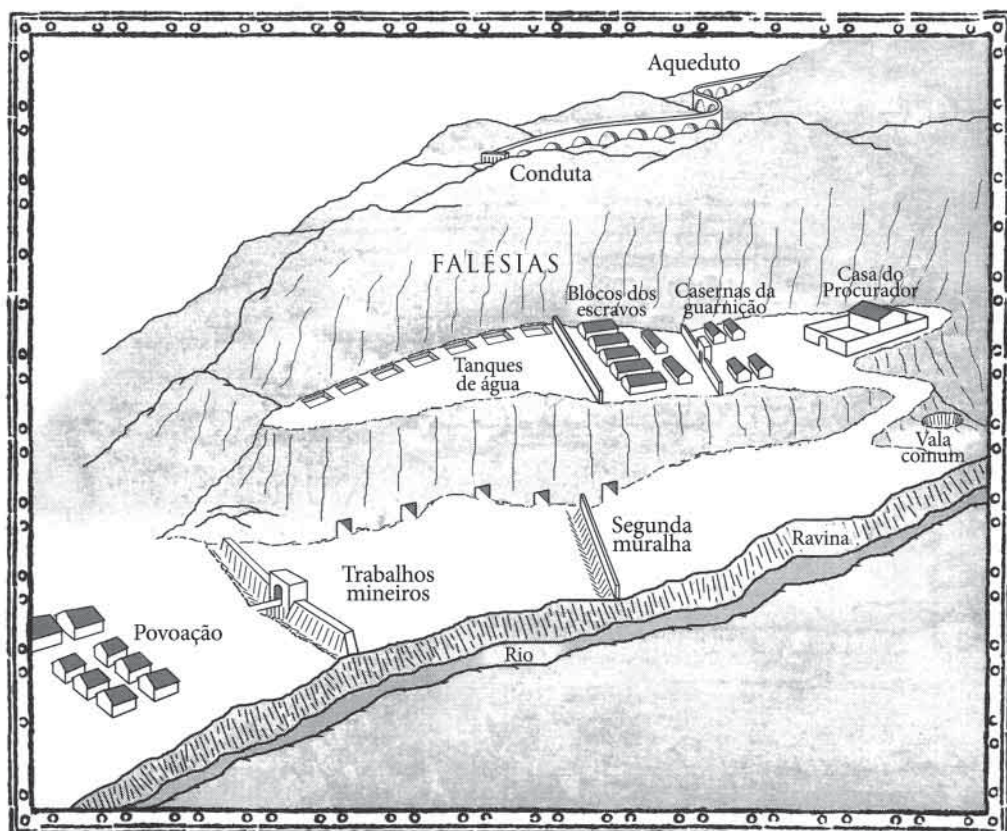 Aqueduto
Conduta
FALÉSIAS
Blocos dos
escravos
Casernas da
guarnição
Casa do
Procurador
Tanques
de água
Vala
comum
Segunda
muralha
Ravina
Trabalhos
mineiros
Povoação
Rio